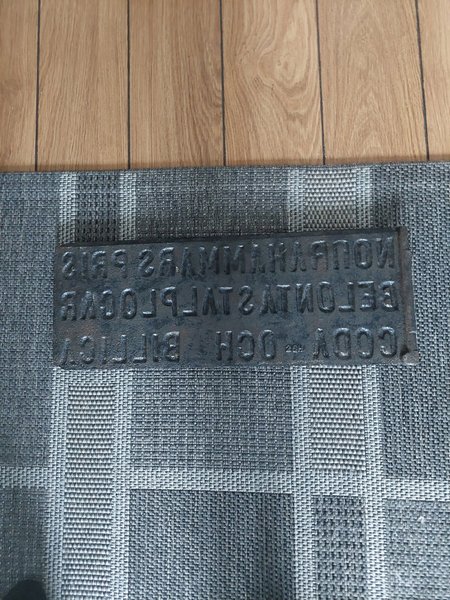 NORRAHAMMARS PRIS
BELONTA STALPLOGAR
GODA OCH BILLIGA